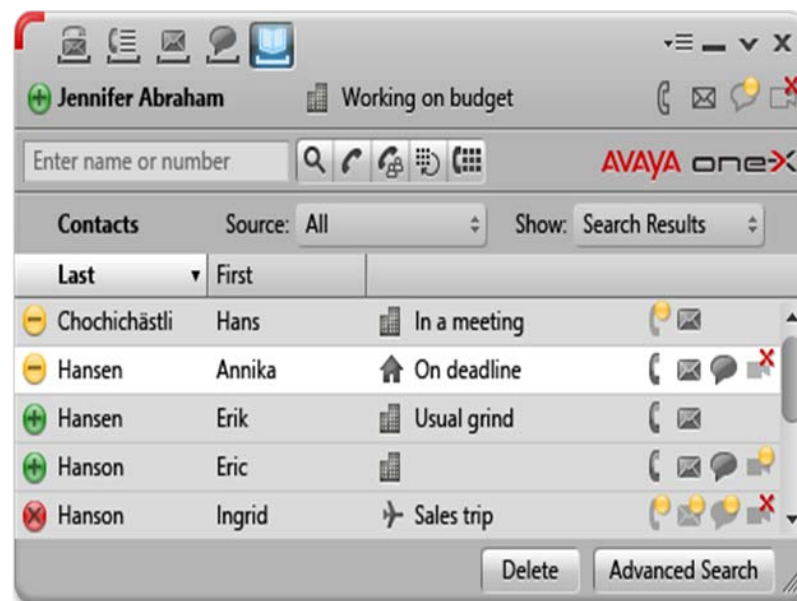 Jennifer Abraham Working on budget
Enter name or number AVAYA one-X
Contacts Source: All Show: Search Results
Last First
Chochichästli Hans In a meeting
Hansen Annika On deadline
Hansen Erik Usual grind
Hanson Eric
Hanson Ingrid Sales trip
Delete Advanced Search